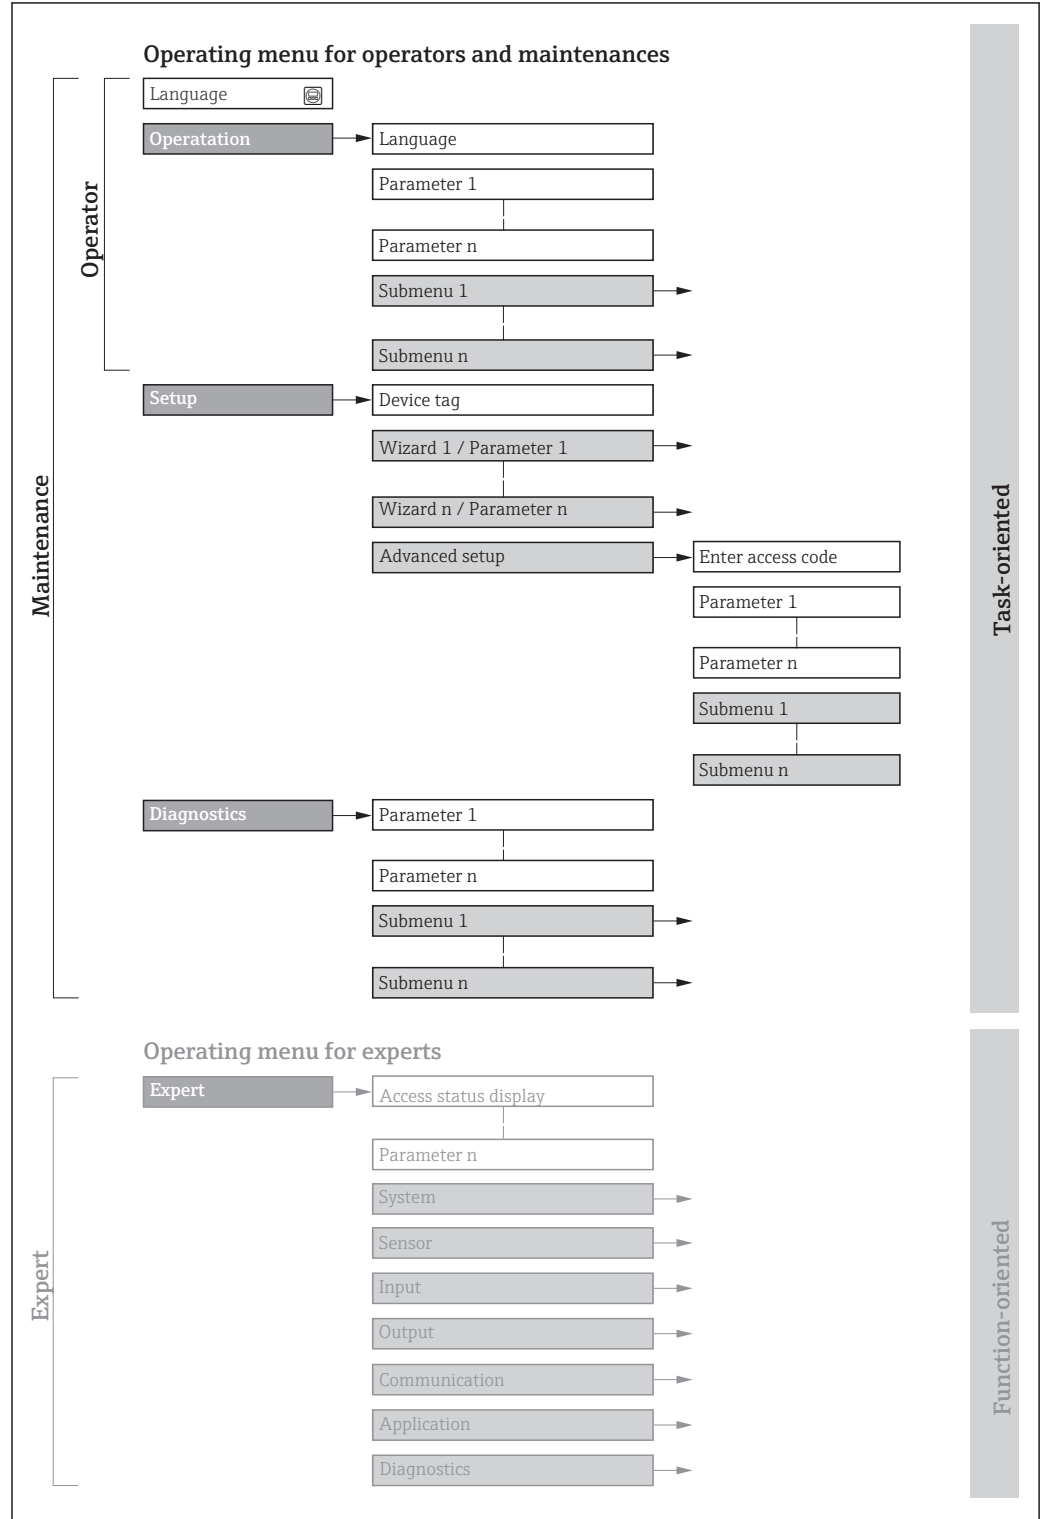 Operating menu for operators and maintenances
Language
Operatation
Language
Parameter 1
Parameter n
Submenu 1
Submenu n
Operator
Setup
Device tag
Wizard 1 / Parameter 1
Wizard n / Parameter n
Advanced setup
Enter access code
Parameter 1
Parameter n
Submenu 1
Submenu n
Maintenance
Task-oriented
Diagnostics
Parameter 1
Parameter n
Submenu 1
Submenu n
Operating menu for experts
Expert
Access status display
Parameter n
System
Sensor
Input
Output
Communication
Application
Diagnostics
Expert
Function-oriented